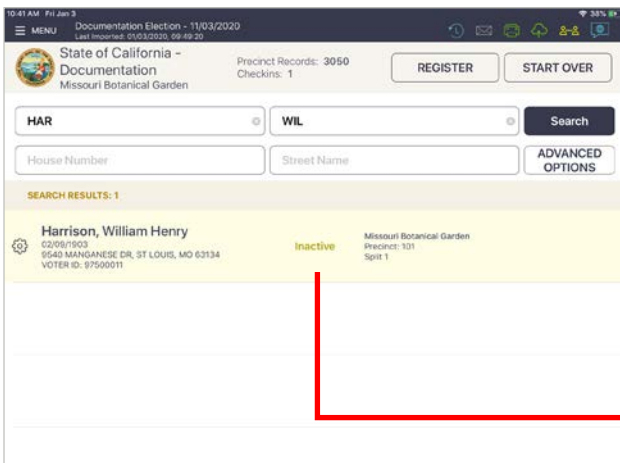 10:41 AM Fri Jan 3
38%
MENU
Documentation Election - 11/03/2020
Last Imported: 01/03/2020, 09:49:20
State of California -
Documentation
Missouri Botanical Garden
Precinct Records: 3050
Checkins: 1
REGISTER
START OVER
HAR
WIL
Search
House Number
Street Name
ADVANCED
OPTIONS
SEARCH RESULTS: 1
Harrison, William Henry
02/09/1903
9540 MANGANESE DR, ST LOUIS, MO 63134
VOTER ID: 97500011
Inactive
Missouri Botanical Garden
Precinct: 101
Split 1